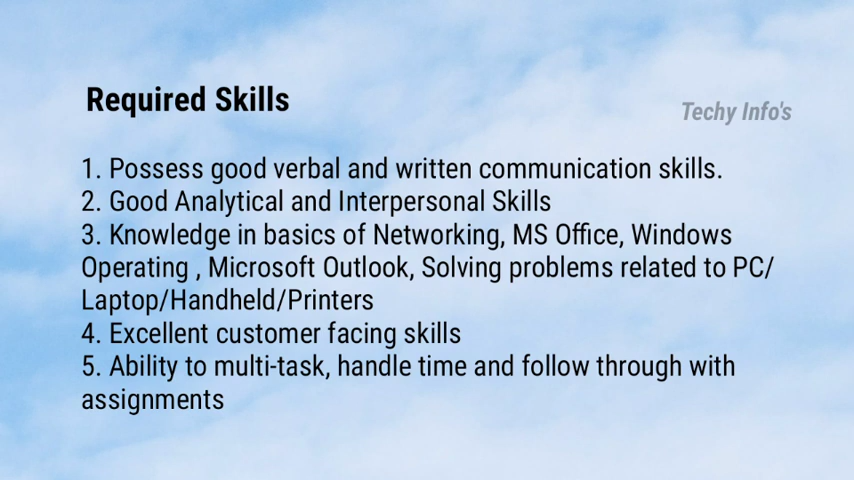 Required Skills
Techy Info's
1. Possess good verbal and written communication skills.
2. Good Analytical and Interpersonal Skills
3. Knowledge in basics of Networking, MS Office, Windows
Operating , Microsoft Outlook, Solving problems related to PC/
Laptop/Handheld/Printers
4. Excellent customer facing skills
5. Ability to multi-task, handle time and follow through with
assignments